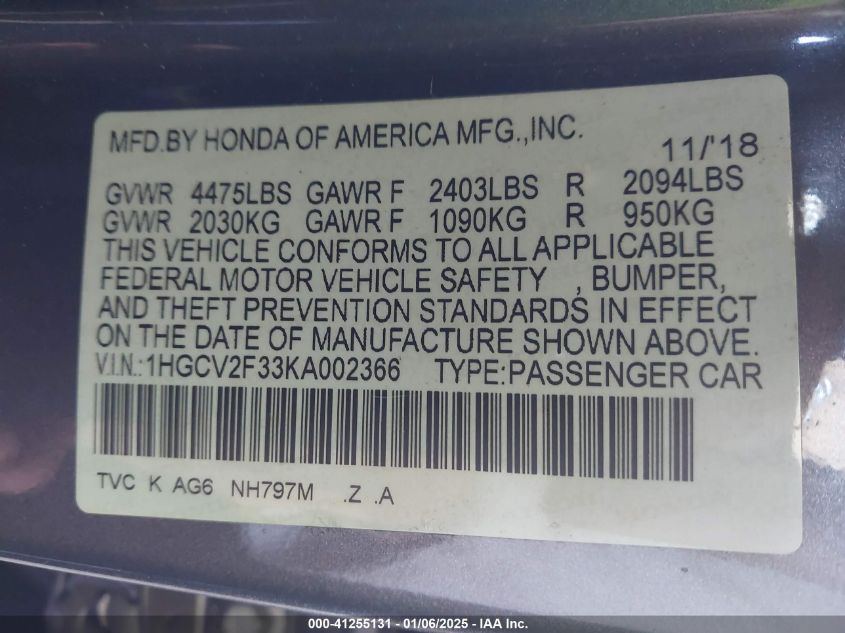 MFD.BY HONDA OF AMERICA MFG.,INC.
11/'18
GVWR 4475LBS GAWR F 2403LBS R 2094LBS
GVWR 2030KG GAWR F 1090KG R 950KG
THIS VEHICLE CONFORMS TO ALL APPLICABLE
FEDERAL MOTOR VEHICLE SAFETY , BUMPER,
AND THEFT PREVENTION STANDARDS IN EFFECT
ON THE DATE OF MANUFACTURE SHOWN ABOVE.
V.I.N.:1HGCV2F33KA002366 TYPE:PASSENGER CAR
TVC K AG6 NH797M .Z .A
000-41255131 - 01/06/2025 - IAA Inc.